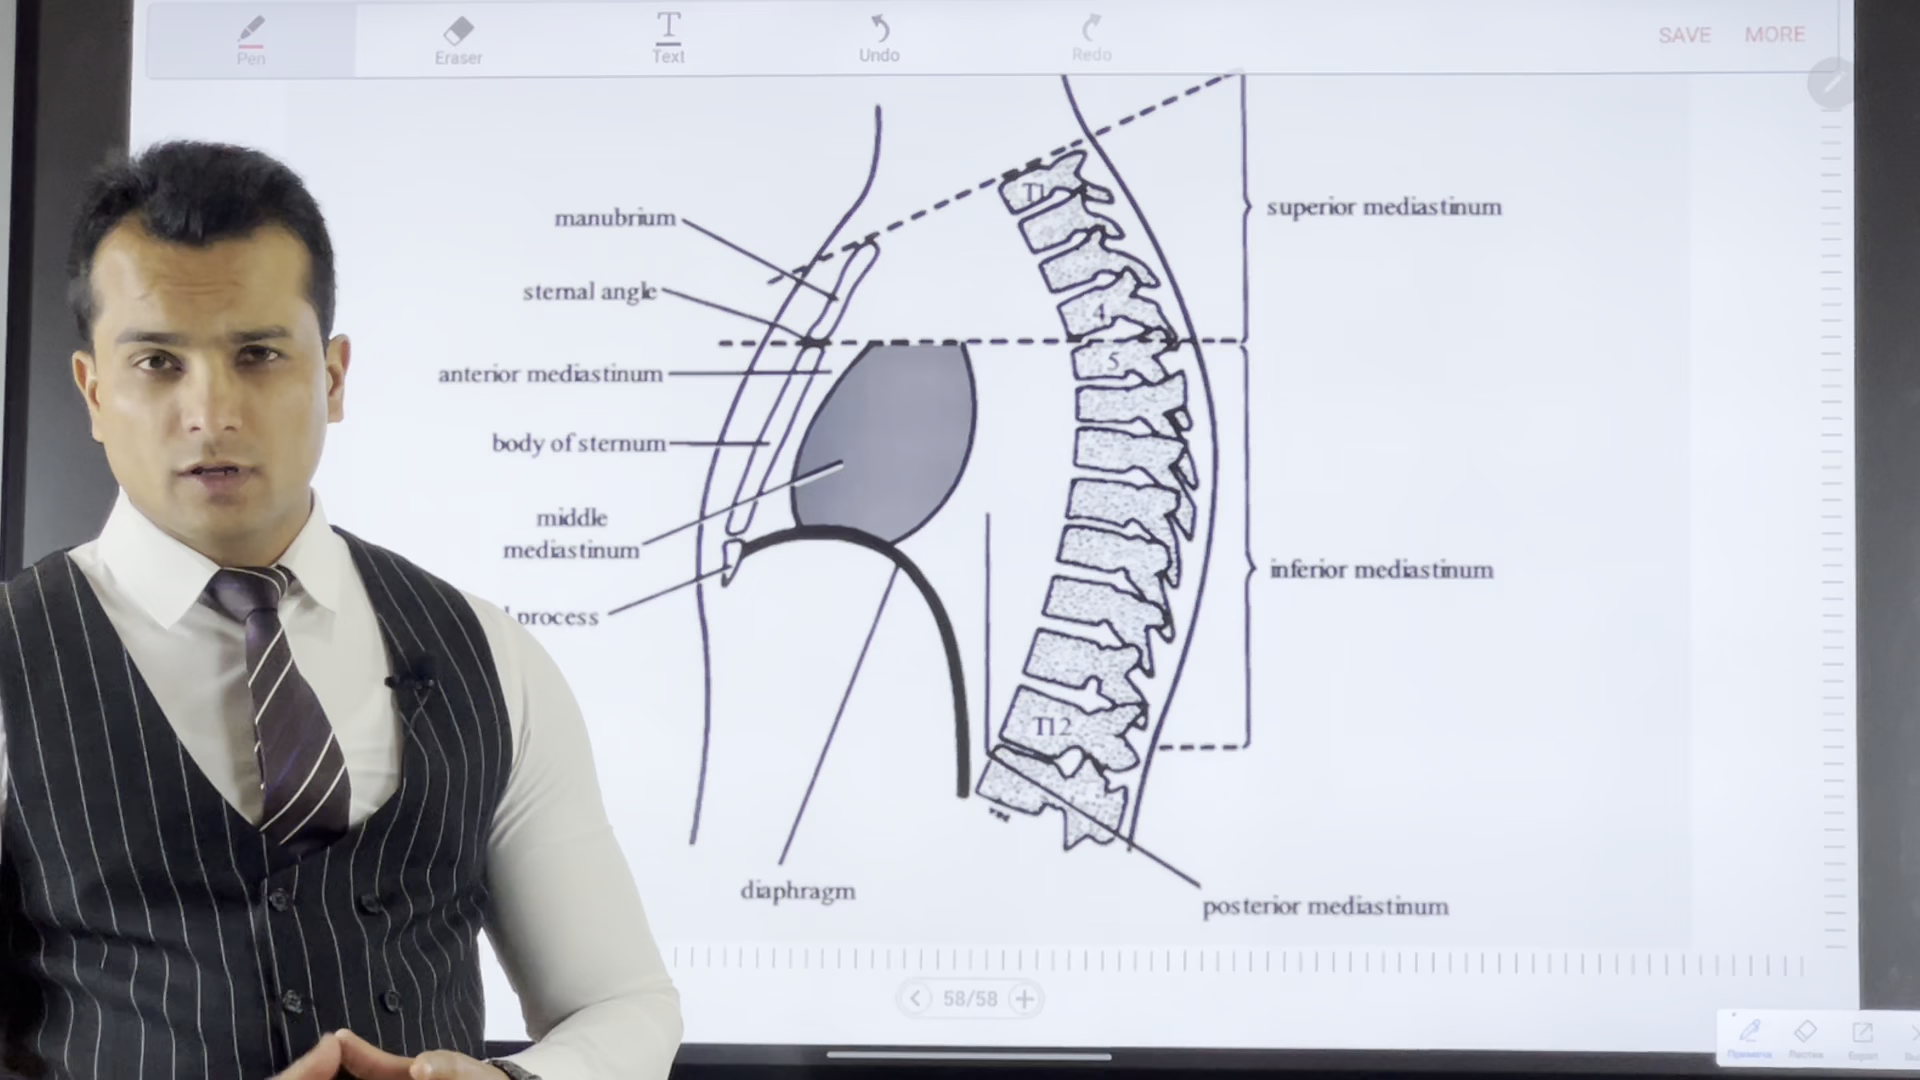 Pen
Eraser
T
Text
Undo
Redo
SAVE
MORE
manubrium
sternal angle
anterior mediastinum
body of sternum
middle
mediastinum
process
diaphragm
T1
4
5
T12
superior mediastinum
inferior mediastinum
posterior mediastinum
58/58
Export